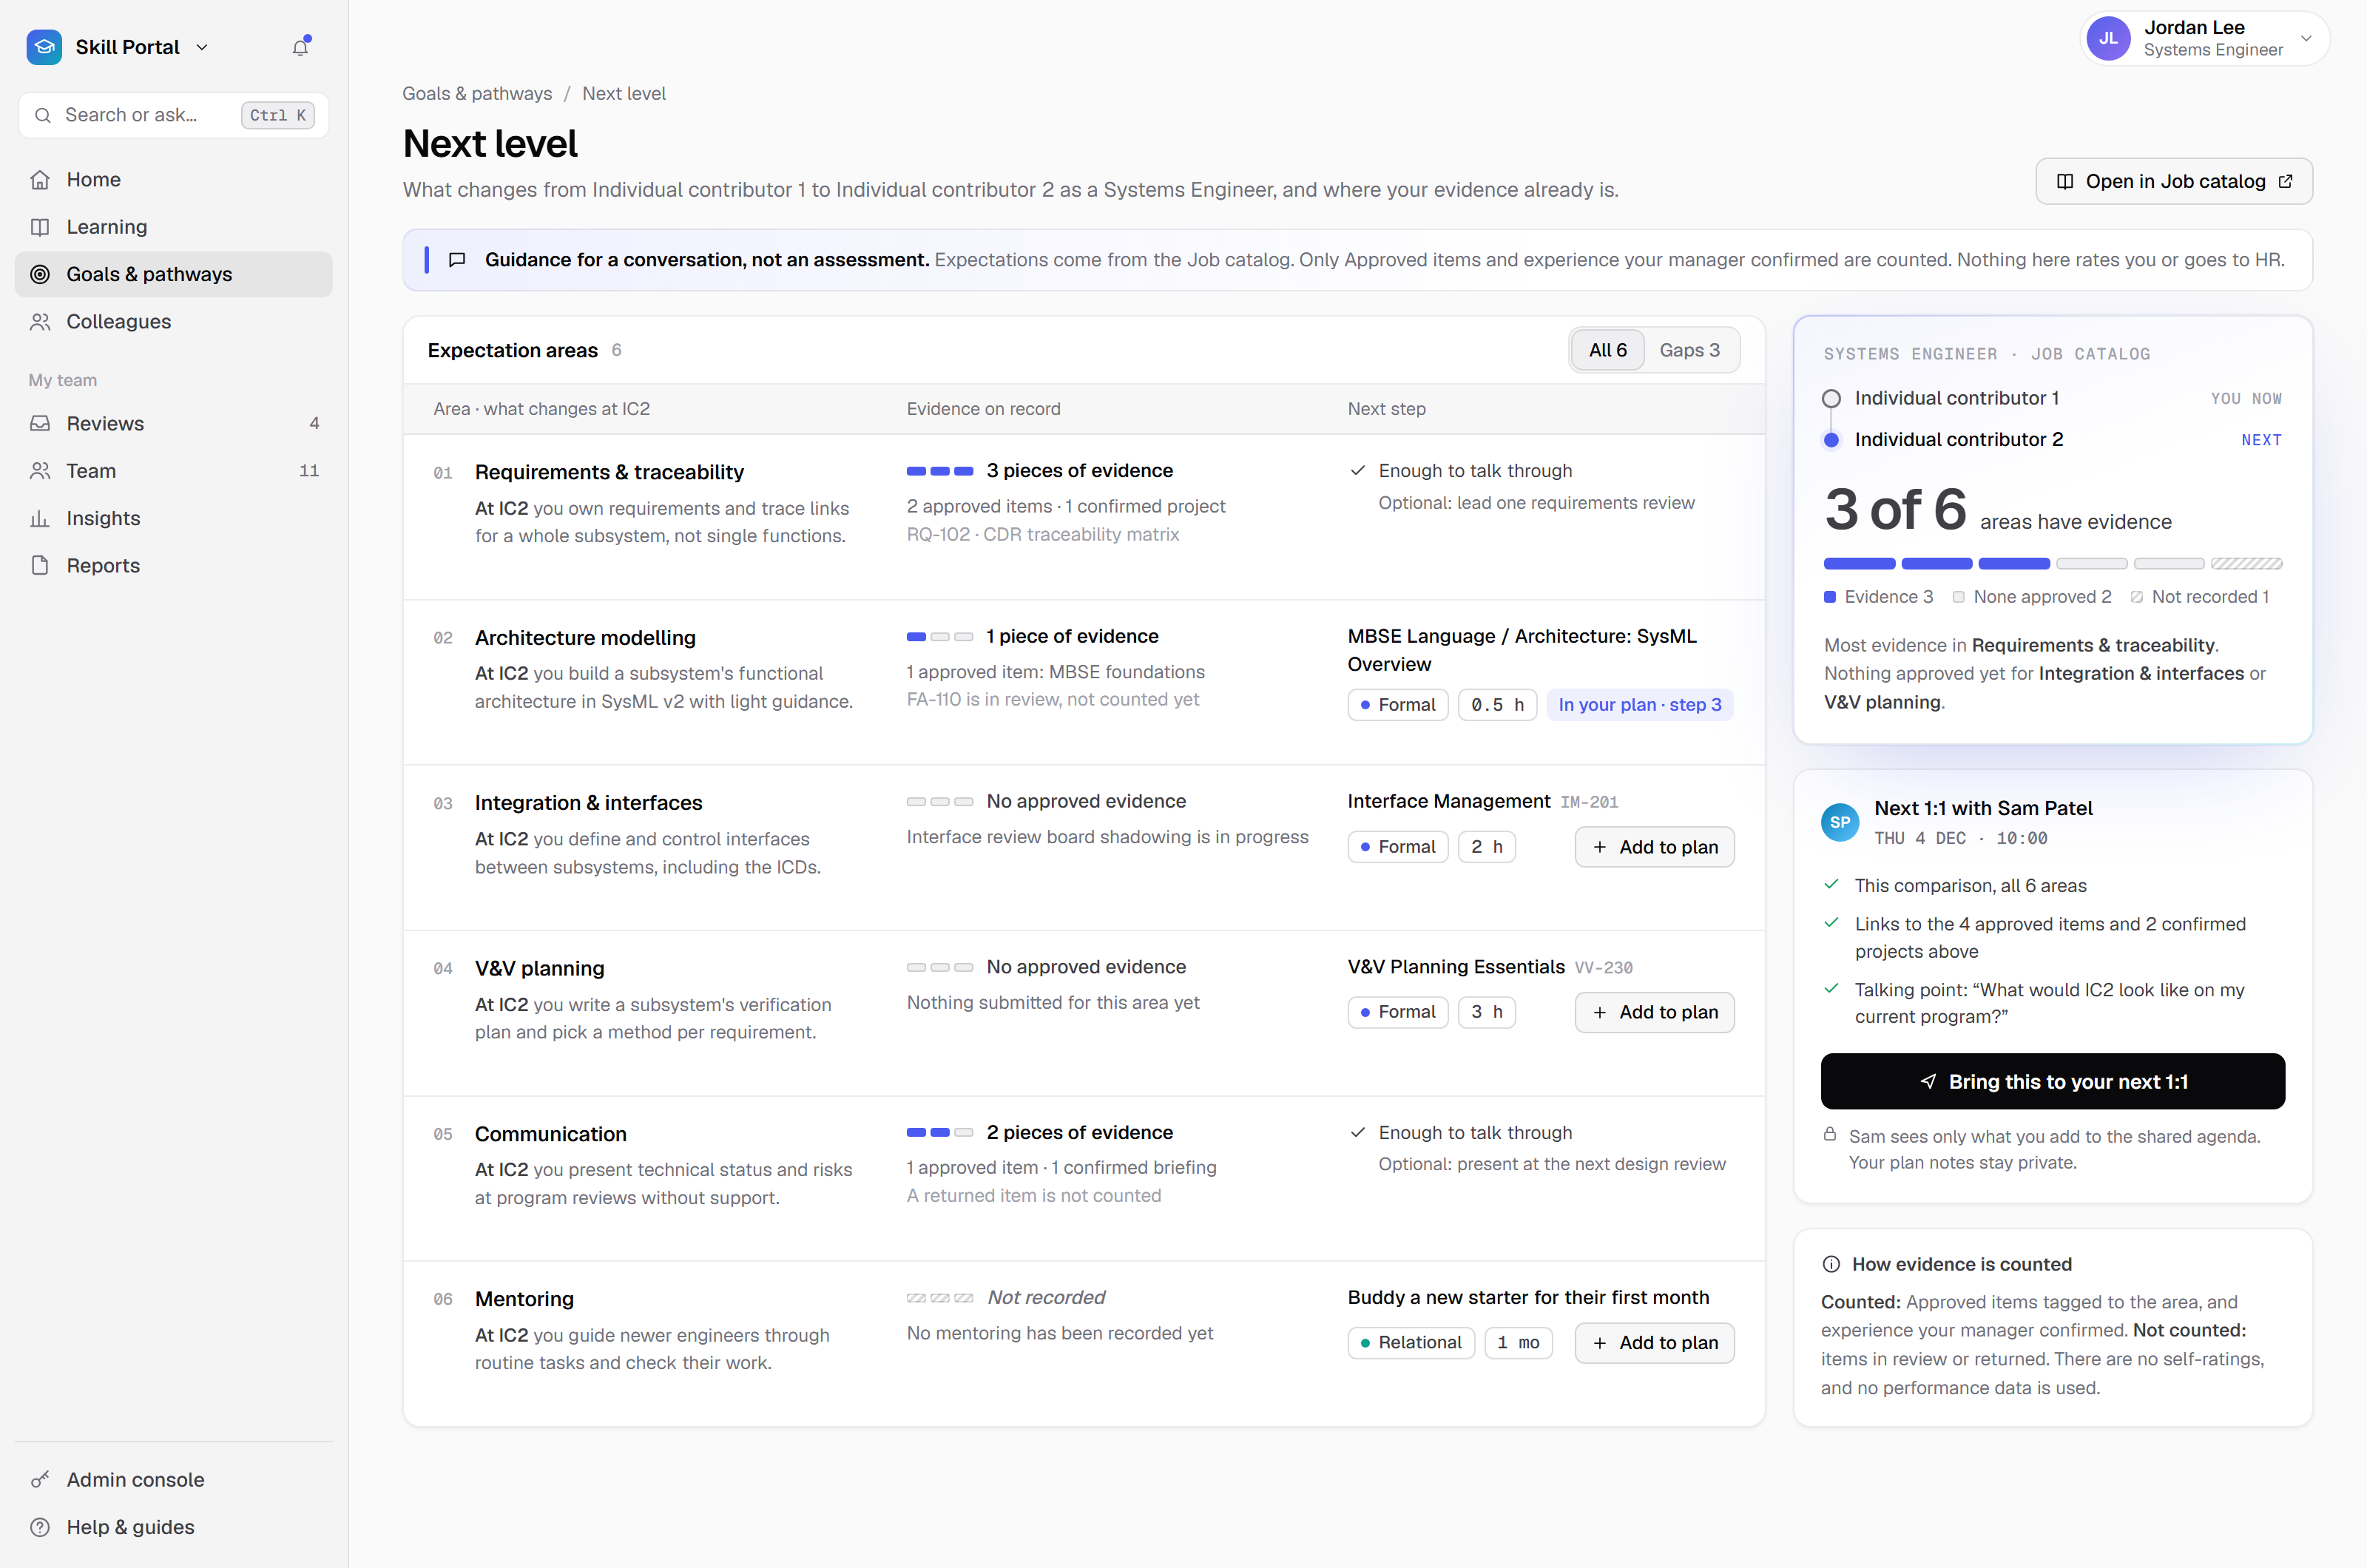 Skill Portal
Search or ask...
Ctrl K
Home
Learning
Goals & pathways
Colleagues
My team
Reviews 4
Team 11
Insights
Reports
Admin console
Help & guides
JL
Jordan Lee
Systems Engineer
Goals & pathways / Next level
Next level
What changes from Individual contributor 1 to Individual contributor 2 as a Systems Engineer, and where your evidence already is.
Open in Job catalog
Guidance for a conversation, not an assessment. Expectations come from the Job catalog. Only Approved items and experience your manager confirmed are counted. Nothing here rates you or goes to HR.
Expectation areas 6
All 6 Gaps 3
Area · what changes at IC2
Evidence on record
Next step
01 Requirements & traceability
At IC2 you own requirements and trace links
for a whole subsystem, not single functions.
3 pieces of evidence
2 approved items · 1 confirmed project
RQ-102 · CDR traceability matrix
Enough to talk through
Optional: lead one requirements review
02 Architecture modelling
At IC2 you build a subsystem's functional
architecture in SysML v2 with light guidance.
1 piece of evidence
1 approved item: MBSE foundations
FA-110 is in review, not counted yet
MBSE Language / Architecture: SysML
Overview
Formal 0.5 h In your plan · step 3
03 Integration & interfaces
At IC2 you define and control interfaces
between subsystems, including the ICDs.
No approved evidence
Interface review board shadowing is in progress
Interface Management IM-201
Formal 2 h Add to plan
04 V&V planning
At IC2 you write a subsystem's verification
plan and pick a method per requirement.
No approved evidence
Nothing submitted for this area yet
V&V Planning Essentials VV-230
Formal 3 h Add to plan
05 Communication
At IC2 you present technical status and risks
at program reviews without support.
2 pieces of evidence
1 approved item · 1 confirmed briefing
A returned item is not counted
Enough to talk through
Optional: present at the next design review
06 Mentoring
At IC2 you guide newer engineers through
routine tasks and check their work.
Not recorded
No mentoring has been recorded yet
Buddy a new starter for their first month
Relational 1 mo Add to plan
SYSTEMS ENGINEER · JOB CATALOG
Individual contributor 1 YOU NOW
Individual contributor 2 NEXT
3 of 6 areas have evidence
Evidence 3 None approved 2 Not recorded 1
Most evidence in Requirements & traceability.
Nothing approved yet for Integration & interfaces or
V&V planning.
SP
Next 1:1 with Sam Patel
THU 4 DEC · 10:00
This comparison, all 6 areas
Links to the 4 approved items and 2 confirmed
projects above
Talking point: “What would IC2 look like on my
current program?”
Bring this to your next 1:1
Sam sees only what you add to the shared agenda.
Your plan notes stay private.
How evidence is counted
Counted: Approved items tagged to the area, and
experience your manager confirmed. Not counted:
items in review or returned. There are no self-ratings,
and no performance data is used.